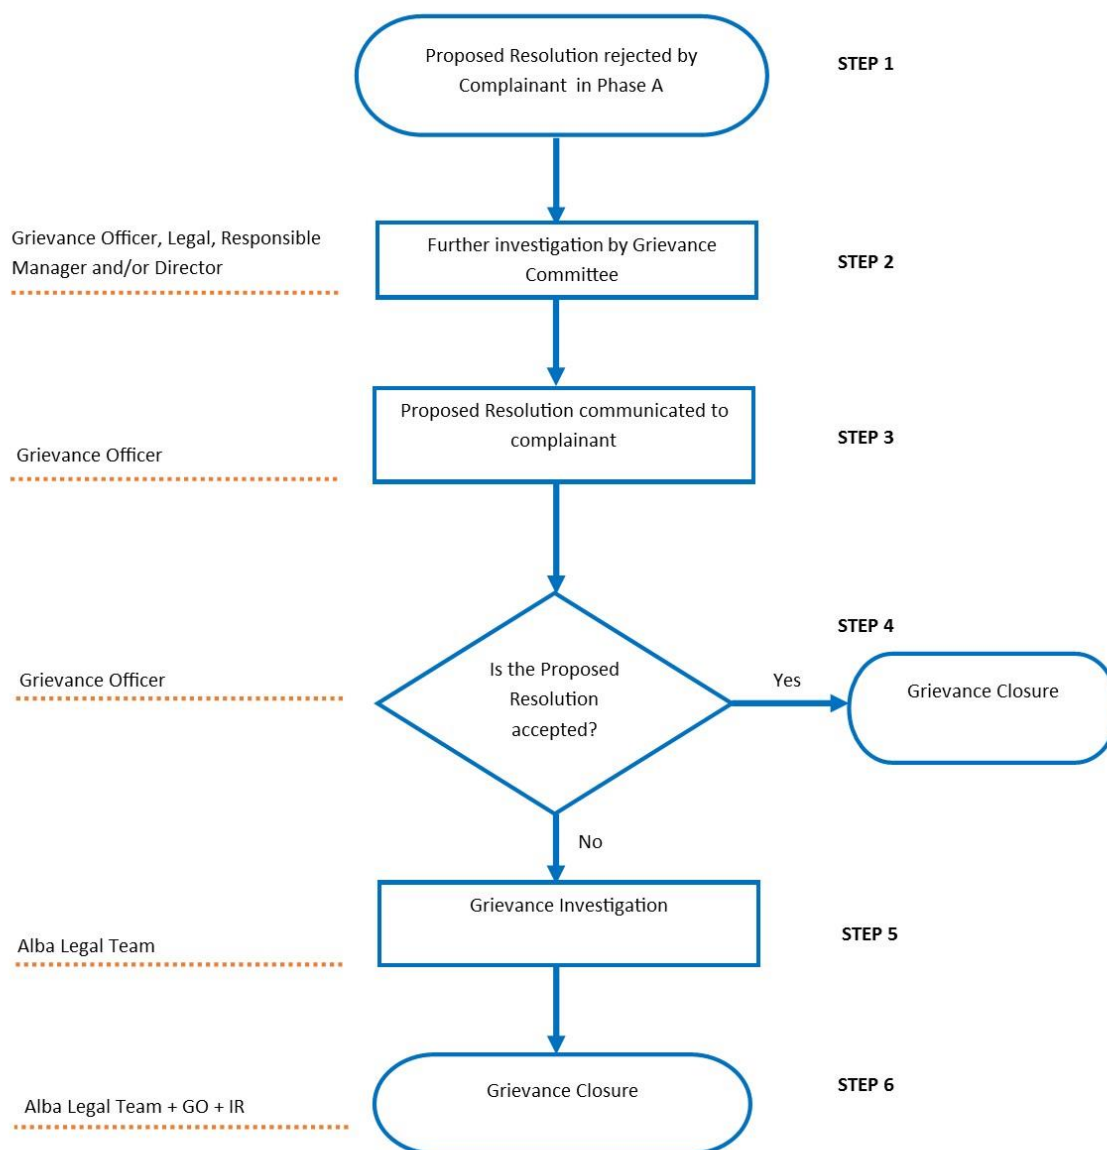 Proposed Resolution rejected by
Complainant in Phase A
STEP 1
Grievance Officer, Legal, Responsible
Manager and/or Director
Further investigation by Grievance
Committee
STEP 2
Proposed Resolution communicated to
complainant
STEP 3
Grievance Officer
STEP 4
Grievance Officer
Is the Proposed
Resolution
accepted?
Yes
Grievance Closure
No
Grievance Investigation
STEP 5
Alba Legal Team
Grievance Closure
STEP 6
Alba Legal Team + GO + IR